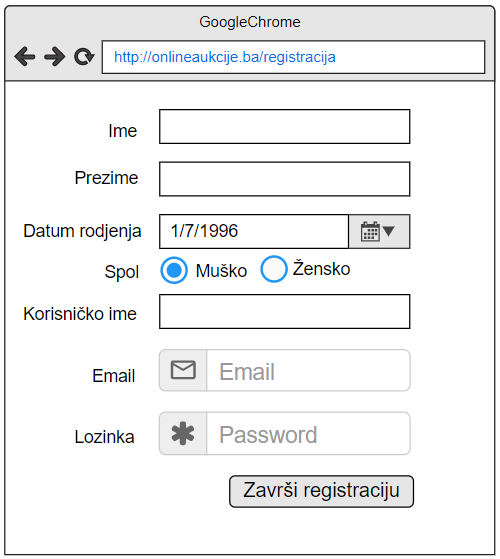 GoogleChrome
http://onlineaukcije.ba/registracija
Ime
Prezime
Datum rodjenja 1/7/1996
Spol Muško Žensko
Korisničko ime
Email Email
Lozinka Password
Završi registraciju